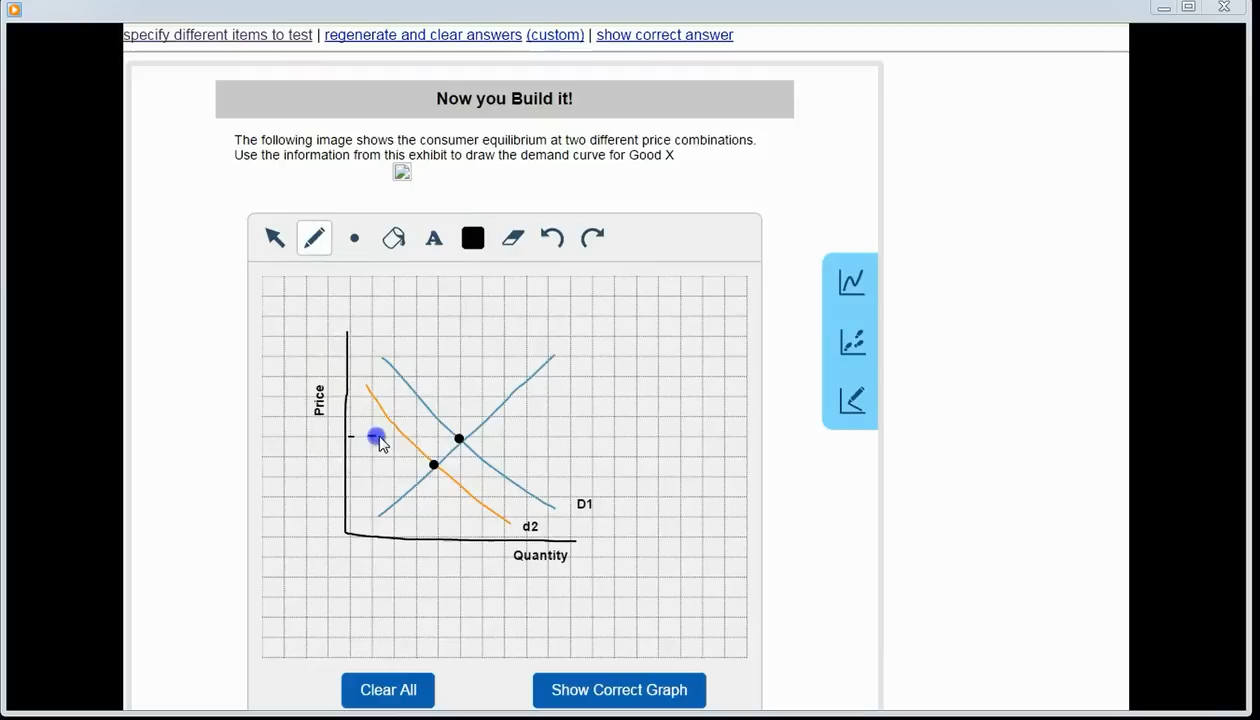 specify different items to test | regenerate and clear answers (custom) | show correct answer
Now you Build it!
The following image shows the consumer equilibrium at two different price combinations.
Use the information from this exhibit to draw the demand curve for Good X
A
Price
D1
d2
Quantity
Clear All
Show Correct Graph